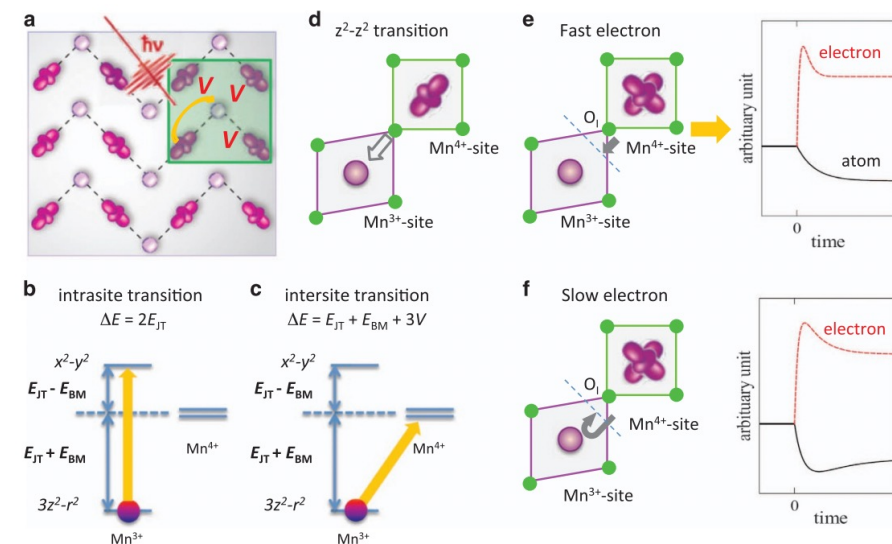 a
ħν
V
V
V
b
intrasite transition
ΔE = 2E_JT
x²-y²
E_JT - E_BM
E_JT + E_BM
3z²-r²
Mn³⁺
Mn⁴⁺
c
intersite transition
ΔE = E_JT + E_BM + 3V
x²-y²
E_JT - E_BM
E_JT + E_BM
3z²-r²
Mn³⁺
Mn⁴⁺
d
z²-z² transition
Mn⁴⁺-site
Mn³⁺-site
e
Fast electron
O_I
Mn⁴⁺-site
Mn³⁺-site
arbituary unit
electron
atom
0
time
f
Slow electron
O_I
Mn⁴⁺-site
Mn³⁺-site
arbituary unit
electron
0
time